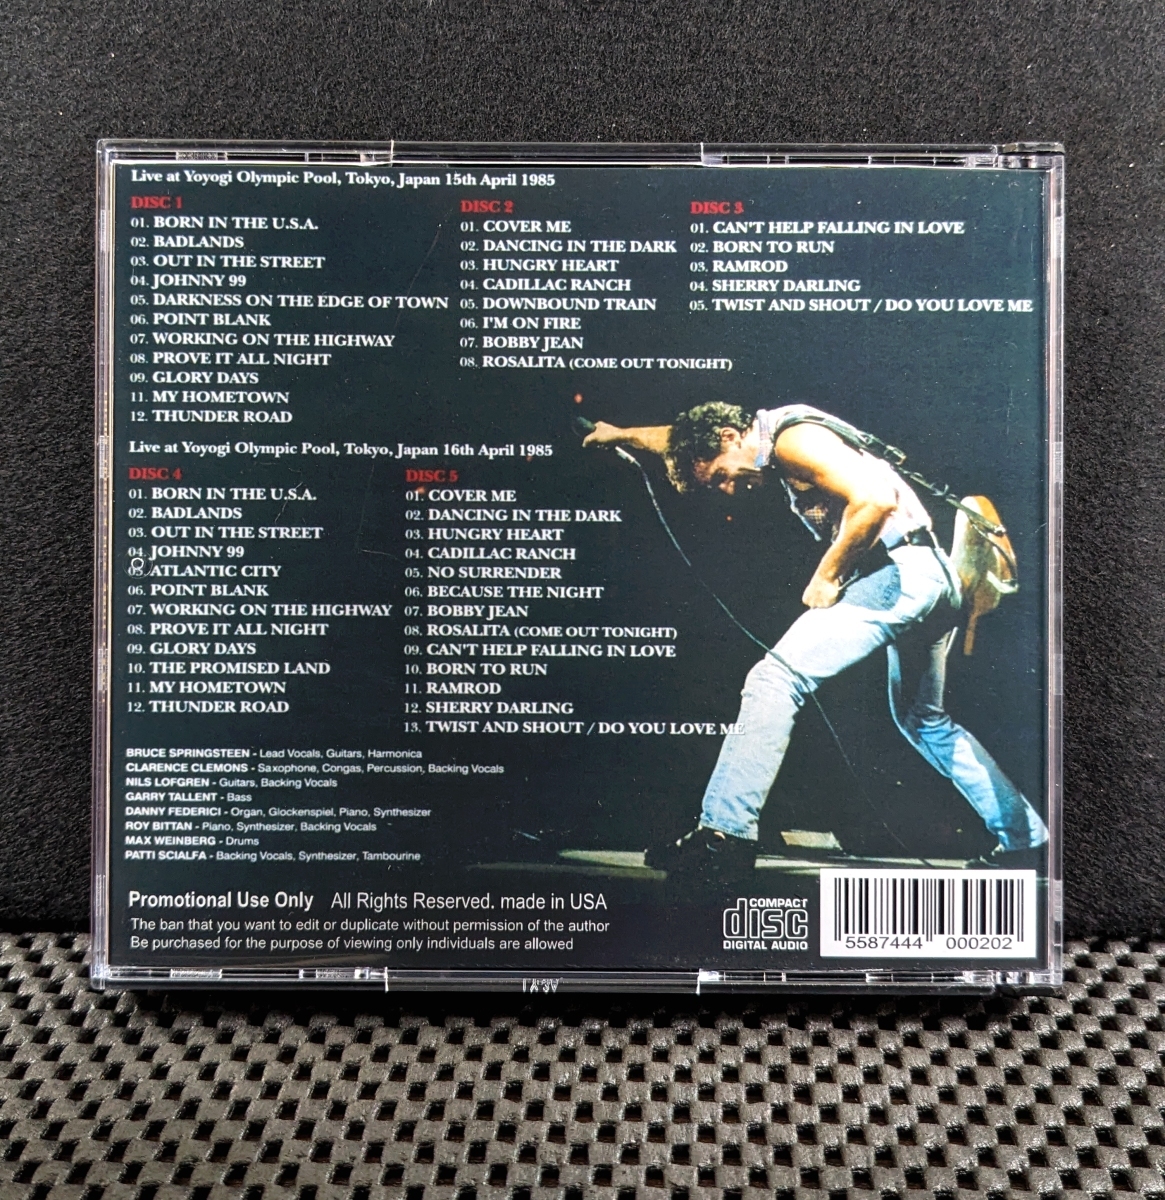 Live at Yoyogi Olympic Pool, Tokyo, Japan 15th April 1985
DISC 1
01. BORN IN THE U.S.A.
02. BADLANDS
03. OUT IN THE STREET
04. JOHNNY 99
05. DARKNESS ON THE EDGE OF TOWN
06. POINT BLANK
07. WORKING ON THE HIGHWAY
08. PROVE IT ALL NIGHT
09. GLORY DAYS
11. MY HOMETOWN
12. THUNDER ROAD
DISC 2
01. COVER ME
02. DANCING IN THE DARK
03. HUNGRY HEART
04. CADILLAC RANCH
05. DOWNBOUND TRAIN
06. I'M ON FIRE
07. BOBBY JEAN
08. ROSALITA (COME OUT TONIGHT)
DISC 3
01. CAN'T HELP FALLING IN LOVE
02. BORN TO RUN
03. RAMROD
04. SHERRY DARLING
05. TWIST AND SHOUT / DO YOU LOVE ME
Live at Yoyogi Olympic Pool, Tokyo, Japan 16th April 1985
DISC 4
01. BORN IN THE U.S.A.
02. BADLANDS
03. OUT IN THE STREET
04. JOHNNY 99
05. ATLANTIC CITY
06. POINT BLANK
07. WORKING ON THE HIGHWAY
08. PROVE IT ALL NIGHT
09. GLORY DAYS
10. THE PROMISED LAND
11. MY HOMETOWN
12. THUNDER ROAD
DISC 5
01. COVER ME
02. DANCING IN THE DARK
03. HUNGRY HEART
04. CADILLAC RANCH
05. NO SURRENDER
06. BECAUSE THE NIGHT
07. BOBBY JEAN
08. ROSALITA (COME OUT TONIGHT)
09. CAN'T HELP FALLING IN LOVE
10. BORN TO RUN
11. RAMROD
12. SHERRY DARLING
13. TWIST AND SHOUT / DO YOU LOVE ME
BRUCE SPRINGSTEEN - Lead Vocals, Guitars, Harmonica
CLARENCE CLEMONS - Saxophone, Congas, Percussion, Backing Vocals
NILS LOFGREN - Guitars, Backing Vocals
GARRY TALLENT - Bass
DANNY FEDERICI - Organ, Glockenspiel, Piano, Synthesizer
ROY BITTAN - Piano, Synthesizer, Backing Vocals
MAX WEINBERG - Drums
PATTI SCIALFA - Backing Vocals, Synthesizer, Tambourine
Promotional Use Only All Rights Reserved. made in USA
The ban that you want to edit or duplicate without permission of the author
Be purchased for the purpose of viewing only individuals are allowed
COMPACT
disc
DIGITAL AUDIO
5587444 000202